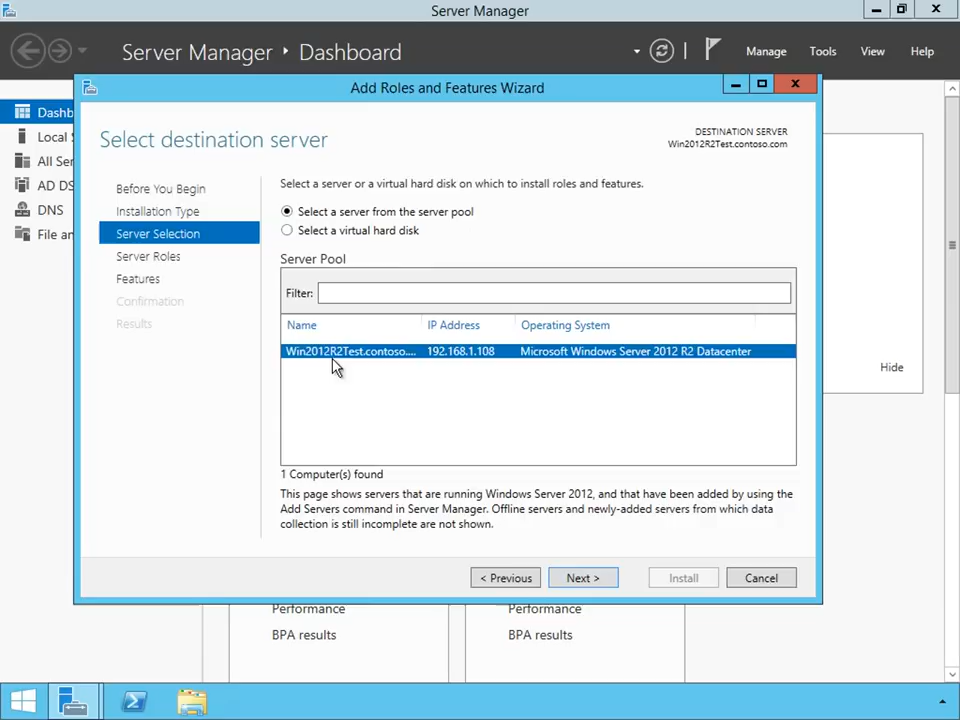 Server Manager
Server Manager ‣ Dashboard
Manage
Tools
View
Help
Add Roles and Features Wizard
Select destination server
DESTINATION SERVER
Win2012R2Test.contoso.com
Dashb
Local
All Ser
AD DS
DNS
File an
Before You Begin
Installation Type
Server Selection
Server Roles
Features
Confirmation
Results
Select a server or a virtual hard disk on which to install roles and features.
Select a server from the server pool
Select a virtual hard disk
Server Pool
Filter:
Name IP Address Operating System
Win2012R2Test.contoso.... 192.168.1.108 Microsoft Windows Server 2012 R2 Datacenter
1 Computer(s) found
This page shows servers that are running Windows Server 2012, and that have been added by using the
Add Servers command in Server Manager. Offline servers and newly-added servers from which data
collection is still incomplete are not shown.
< Previous
Next >
Install
Cancel
Hide
Performance
BPA results
Performance
BPA results